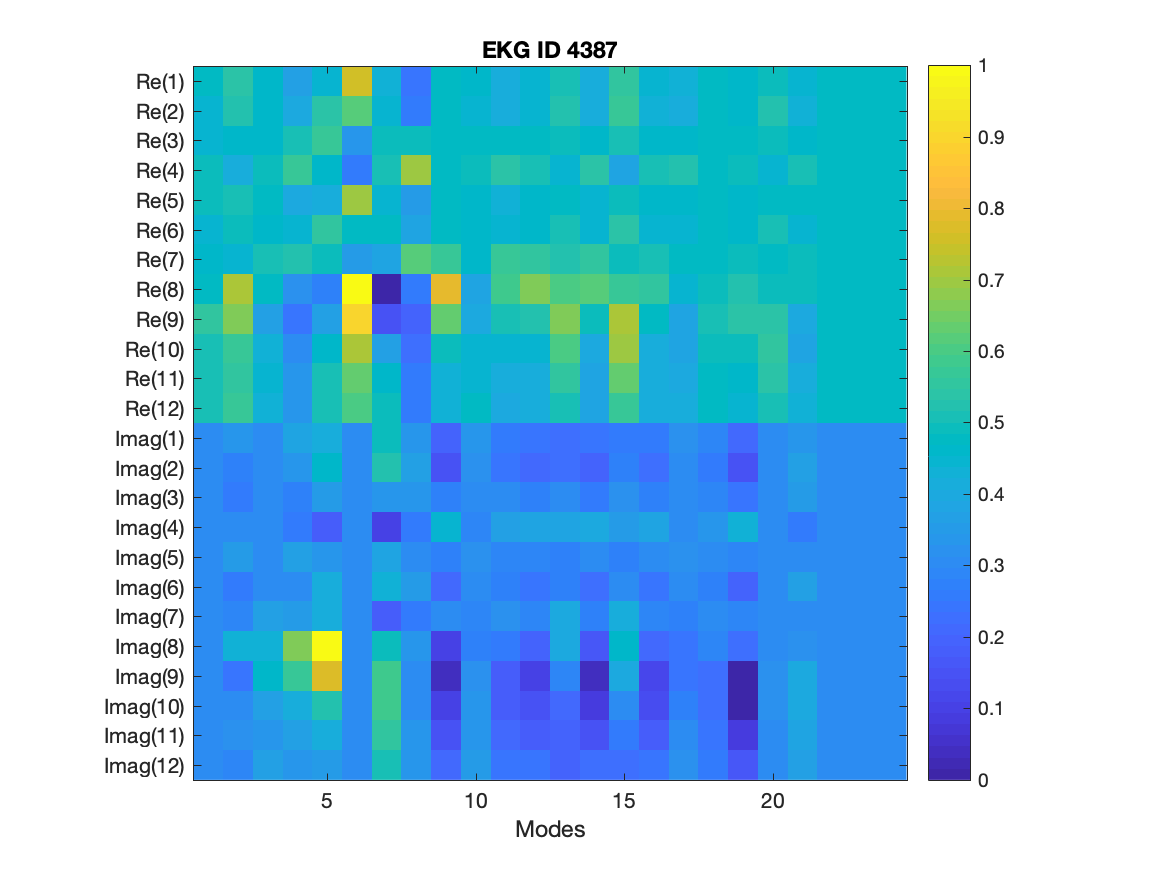 EKG ID 4387
Re(1)
Re(2)
Re(3)
Re(4)
Re(5)
Re(6)
Re(7)
Re(8)
Re(9)
Re(10)
Re(11)
Re(12)
Imag(1)
Imag(2)
Imag(3)
Imag(4)
Imag(5)
Imag(6)
Imag(7)
Imag(8)
Imag(9)
Imag(10)
Imag(11)
Imag(12)
5 10 15 20
Modes
1
0.9
0.8
0.7
0.6
0.5
0.4
0.3
0.2
0.1
0